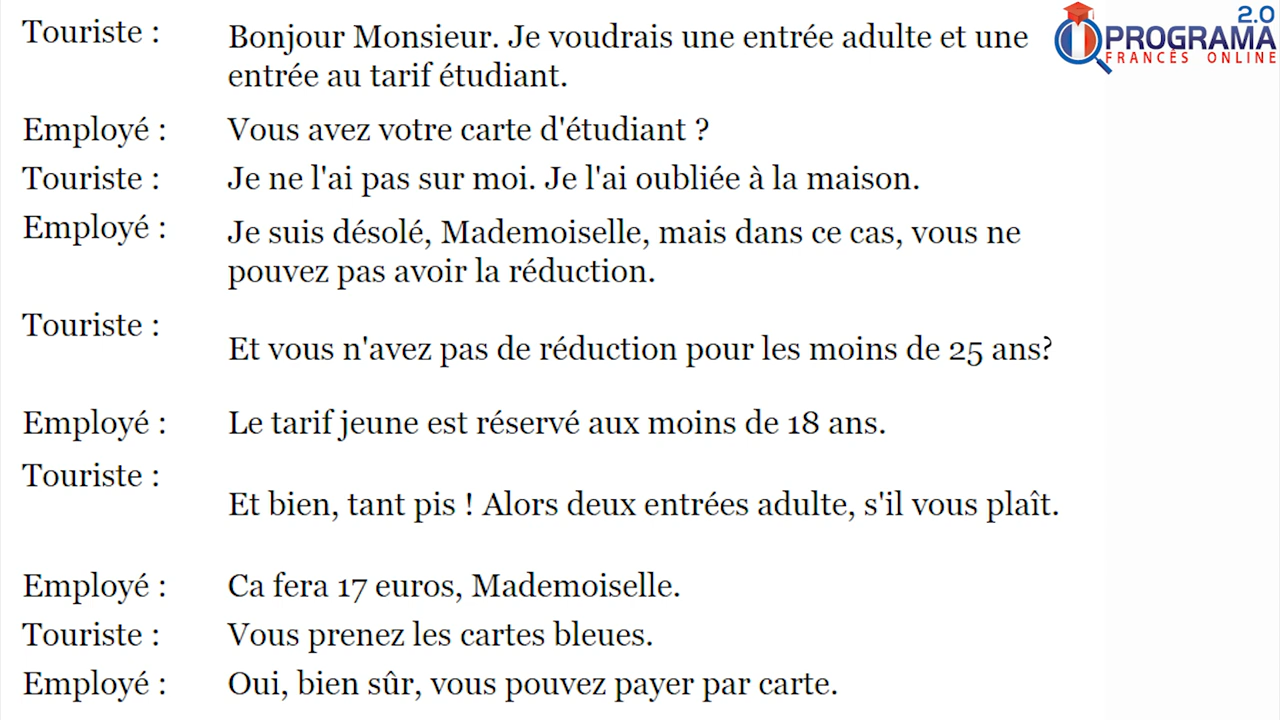 2.0
PROGRAMA
FRANCÉS ONLINE
Touriste : Bonjour Monsieur. Je voudrais une entrée adulte et une
entrée au tarif étudiant.
Employé : Vous avez votre carte d'étudiant ?
Touriste : Je ne l'ai pas sur moi. Je l'ai oubliée à la maison.
Employé : Je suis désolé, Mademoiselle, mais dans ce cas, vous ne
pouvez pas avoir la réduction.
Touriste : Et vous n'avez pas de réduction pour les moins de 25 ans?
Employé : Le tarif jeune est réservé aux moins de 18 ans.
Touriste : Et bien, tant pis ! Alors deux entrées adulte, s'il vous plaît.
Employé : Ca fera 17 euros, Mademoiselle.
Touriste : Vous prenez les cartes bleues.
Employé : Oui, bien sûr, vous pouvez payer par carte.